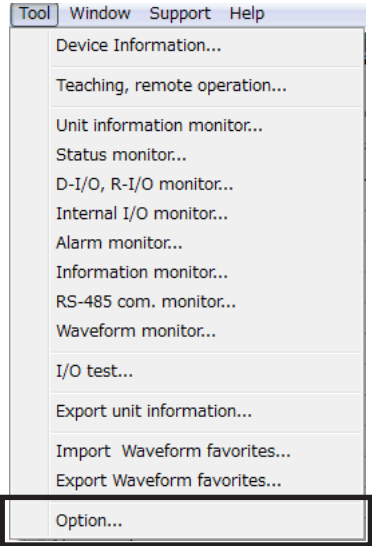 Tool Window Support Help
Device Information...
Teaching, remote operation...
Unit information monitor...
Status monitor...
D-I/O, R-I/O monitor...
Internal I/O monitor...
Alarm monitor...
Information monitor...
RS-485 com. monitor...
Waveform monitor...
I/O test...
Export unit information...
Import  Waveform favorites...
Export Waveform favorites...
Option...